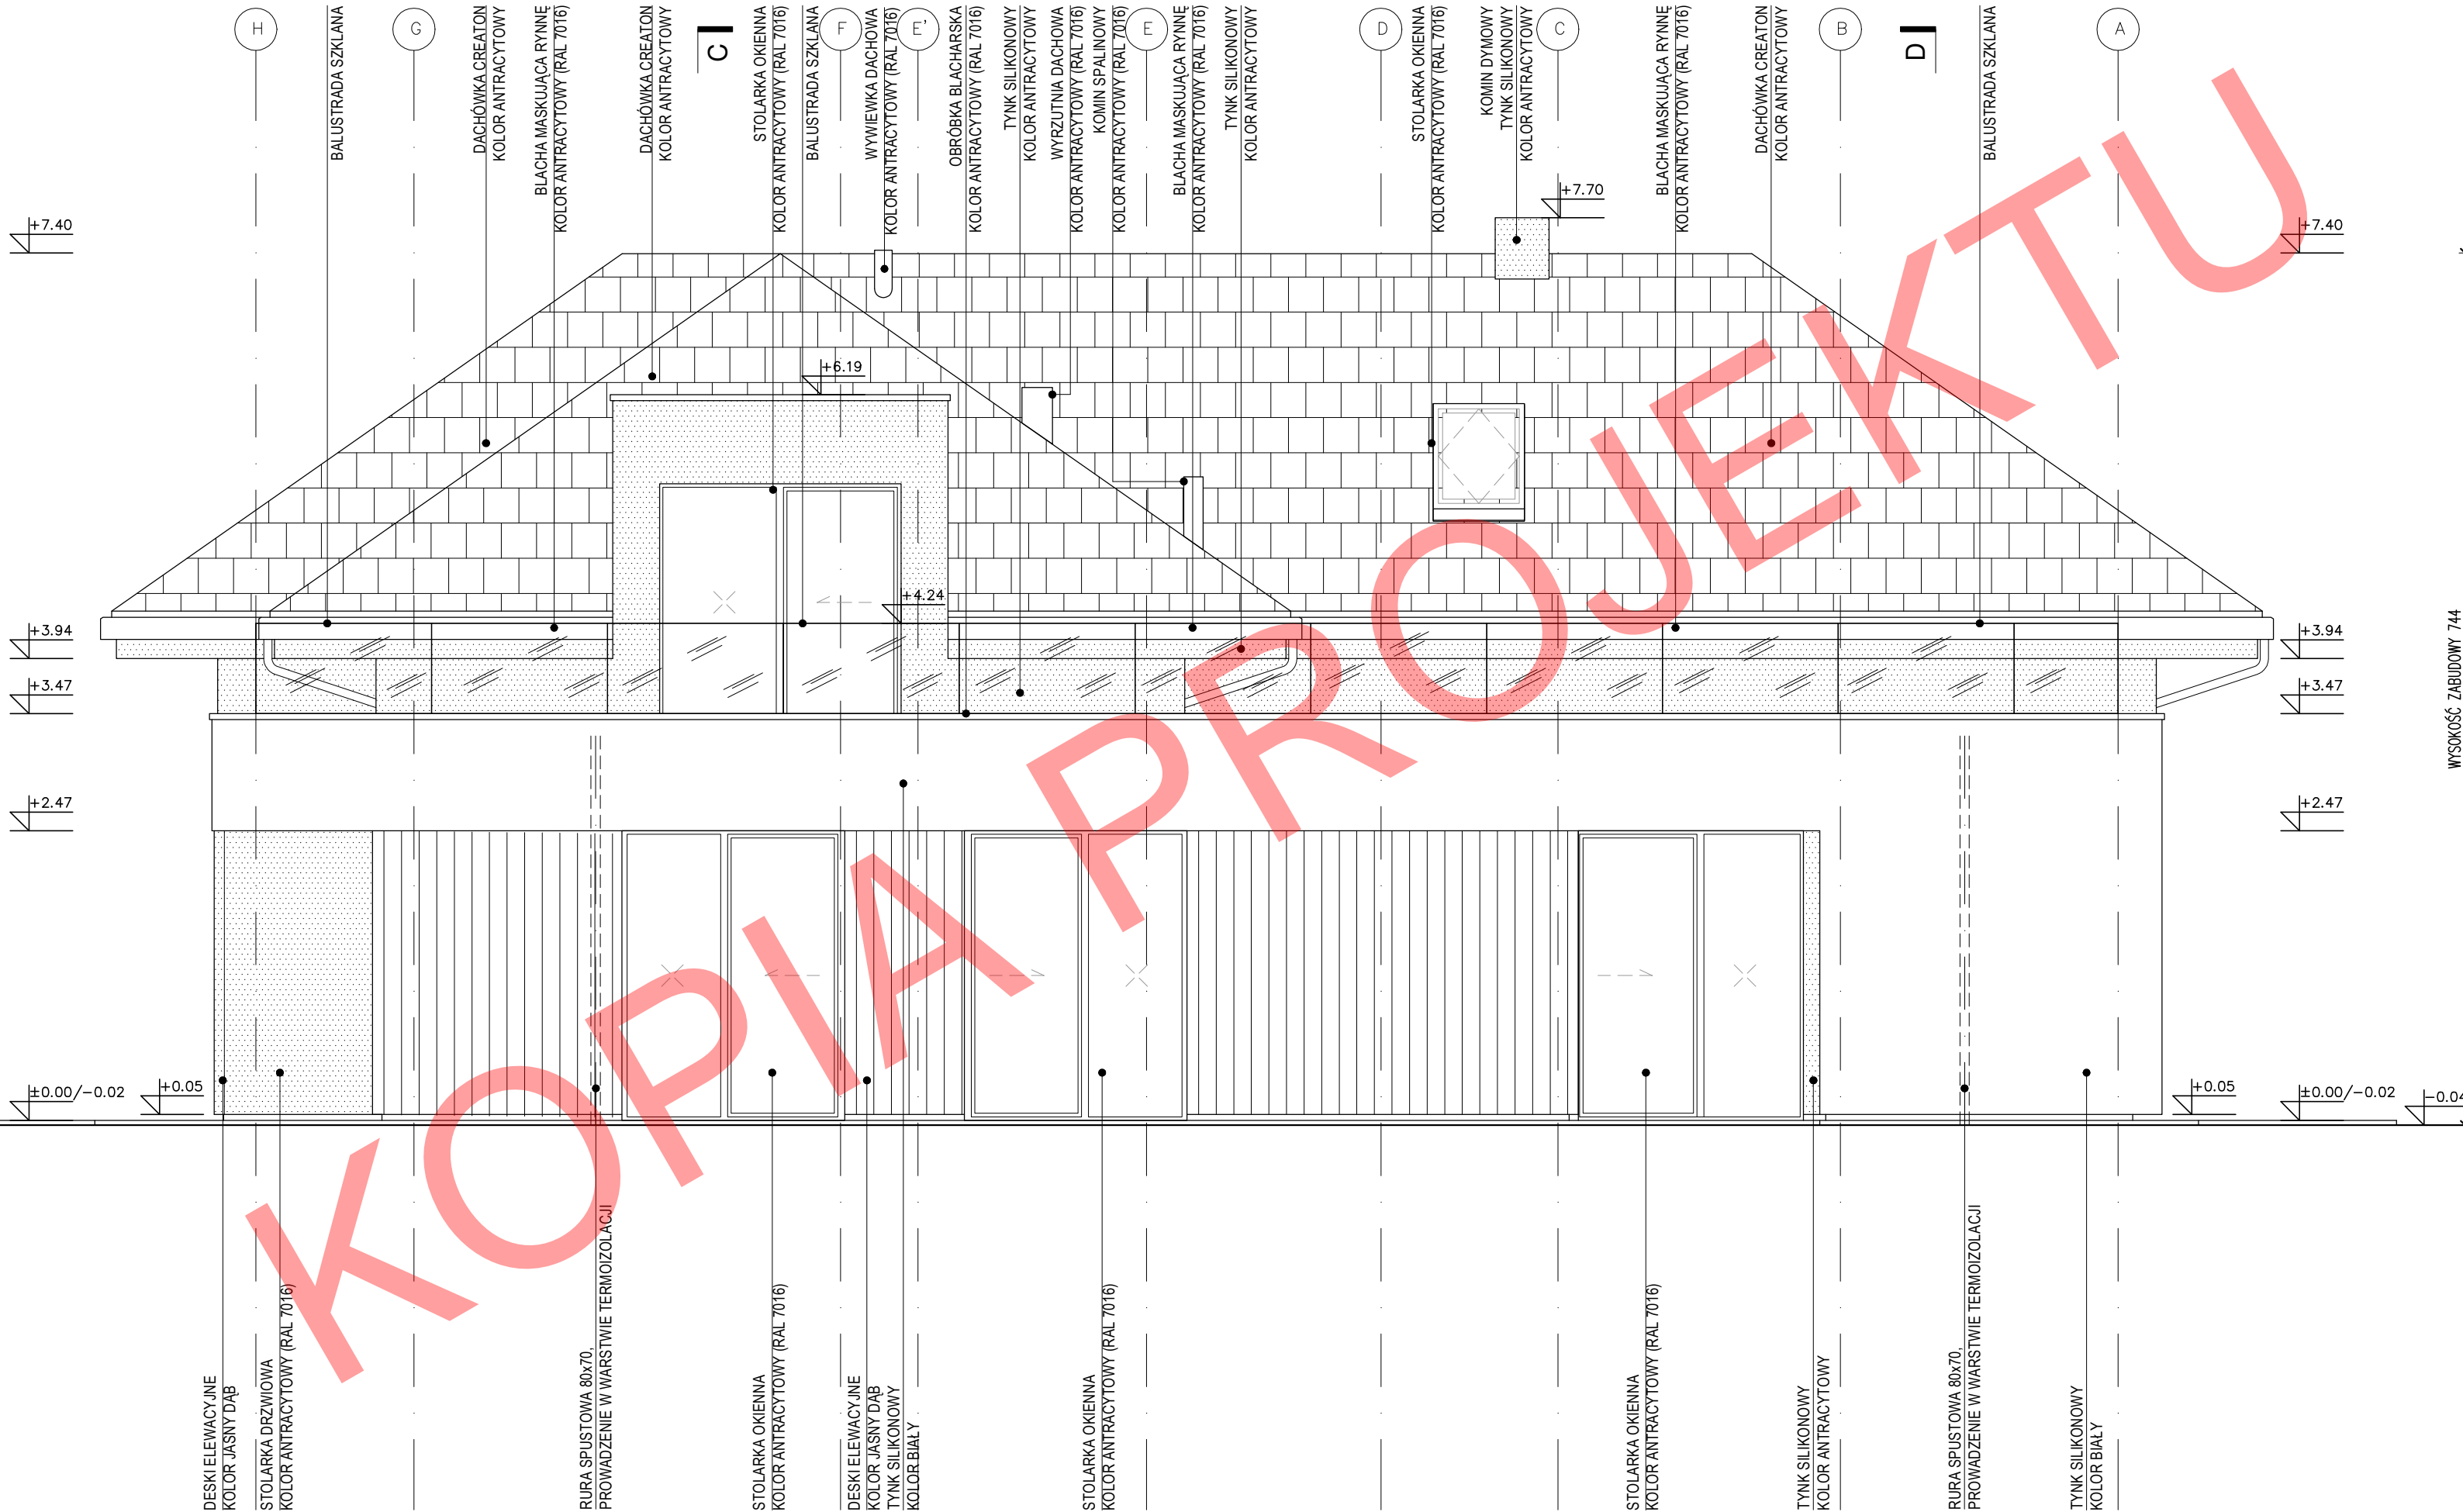 H
BALUSTRADA SZKLANA
G
DACHÓWKA CREATON
KOLOR ANTRACYTOWY
BLACHA MASKUJĄCA RYNNĘ
KOLOR ANTRACYTOWY (RAL 7016)
DACHÓWKA CREATON
KOLOR ANTRACYTOWY
C
STOLARKA OKIENNA
KOLOR ANTRACYTOWY (RAL 7016)
BALUSTRADA SZKLANA
F
WYWIEWKA DACHOWA
KOLOR ANTRACYTOWY (RAL 7016)
E'
OBRÓBKA BLACHARSKA
KOLOR ANTRACYTOWY (RAL 7016)
TYNK SILIKONOWY
KOLOR ANTRACYTOWY
WYRZUTNIA DACHOWA
KOLOR ANTRACYTOWY (RAL 7016)
KOMIN SPALINOWY
KOLOR ANTRACYTOWY (RAL 7016)
E
BLACHA MASKUJĄCA RYNNĘ
KOLOR ANTRACYTOWY (RAL 7016)
TYNK SILIKONOWY
KOLOR ANTRACYTOWY
D
STOLARKA OKIENNA
KOLOR ANTRACYTOWY (RAL 7016)
KOMIN DYMOWY
TYNK SILIKONOWY
KOLOR ANTRACYTOWY
C
BLACHA MASKUJĄCA RYNNĘ
KOLOR ANTRACYTOWY (RAL 7016)
DACHÓWKA CREATON
KOLOR ANTRACYTOWY
B
D
BALUSTRADA SZKLANA
A
+7.70
+7.40
+7.40
+6.19
+4.24
+3.94
+3.94
+3.47
+3.47
WYSOKOŚĆ ZABUDOWY 744
+2.47
+2.47
±0.00/-0.02
+0.05
+0.05
±0.00/-0.02
-0.04
KOPIA PROJEKTU
DESKI ELEWACYJNE
KOLOR JASNY DĄB
STOLARKA DRZWIOWA
KOLOR ANTRACYTOWY (RAL 7016)
RURA SPUSTOWA 80x70,
PROWADZENIE W WARSTWIE TERMOIZOLACJI
STOLARKA OKIENNA
KOLOR ANTRACYTOWY (RAL 7016)
DESKI ELEWACYJNE
KOLOR JASNY DĄB
TYNK SILIKONOWY
KOLOR BIAŁY
STOLARKA OKIENNA
KOLOR ANTRACYTOWY (RAL 7016)
STOLARKA OKIENNA
KOLOR ANTRACYTOWY (RAL 7016)
TYNK SILIKONOWY
KOLOR ANTRACYTOWY
RURA SPUSTOWA 80x70,
PROWADZENIE W WARSTWIE TERMOIZOLACJI
TYNK SILIKONOWY
KOLOR BIAŁY